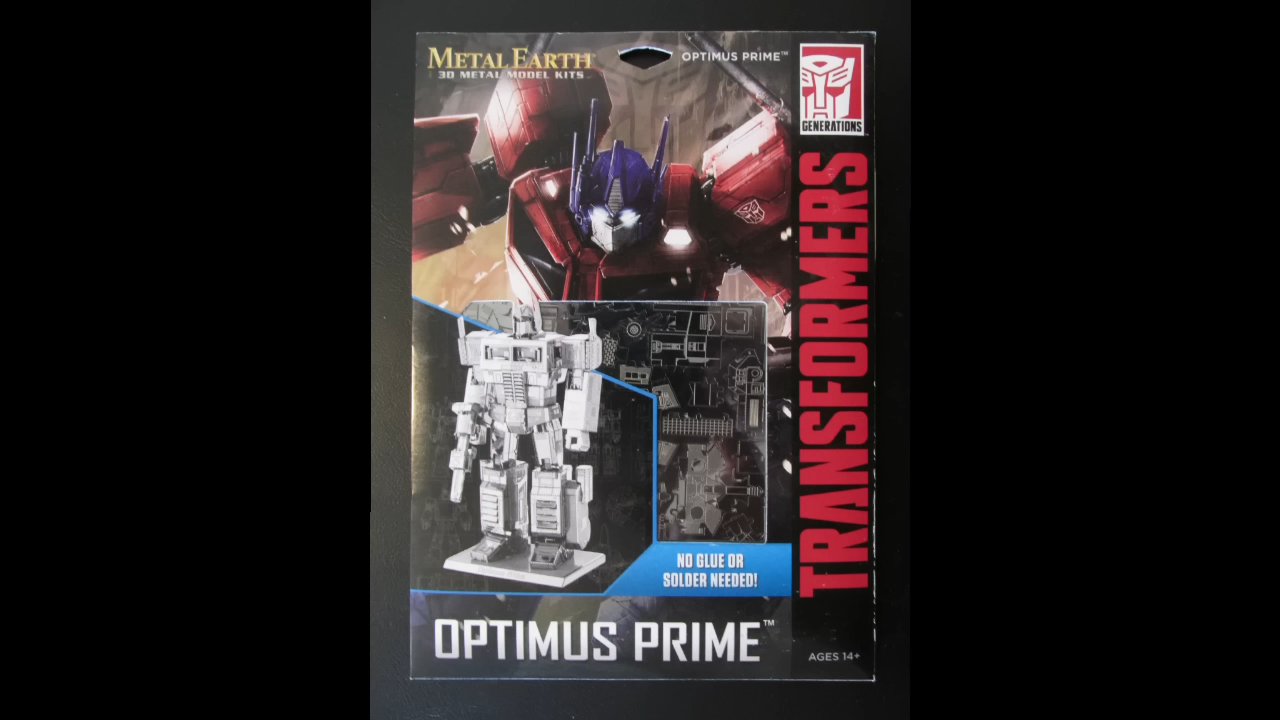 METAL EARTH
3D METAL MODEL KITS
OPTIMUS PRIME™
GENERATIONS
TRANSFORMERS
NO GLUE OR
SOLDER NEEDED!
OPTIMUS PRIME™
AGES 14+